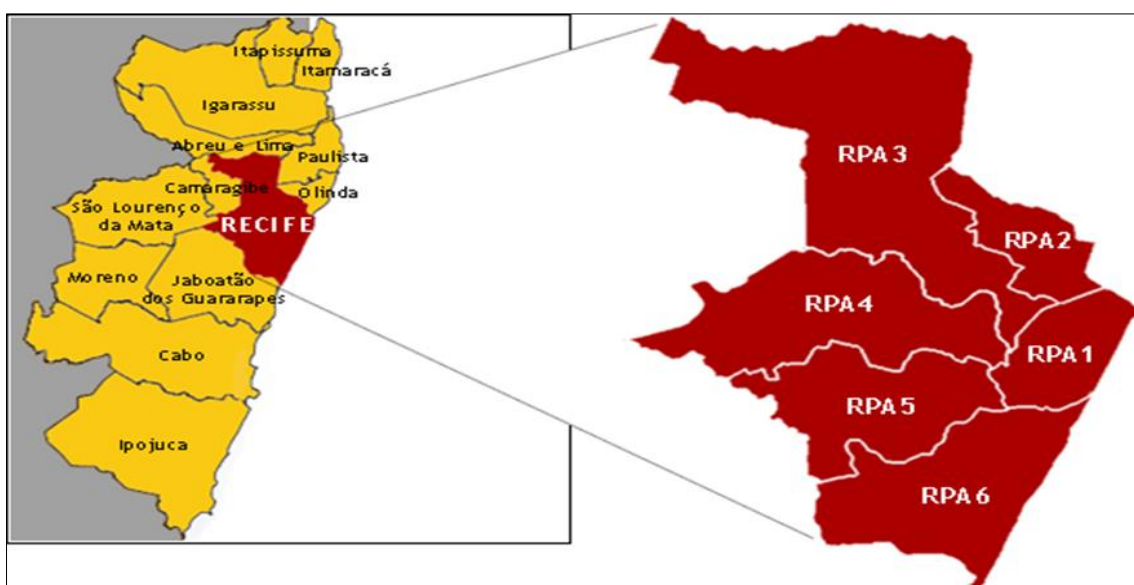 Itapissuma
Itamaracá
Igarassu
Abreu e Lima
Paulista
Camaragibe
Olinda
São Lourenço
da Mata
RECIFE
Moreno
Jaboatão
dos Guararapes
Cabo
Ipojuca
RPA 3
RPA 2
RPA 4
RPA 1
RPA 5
RPA 6